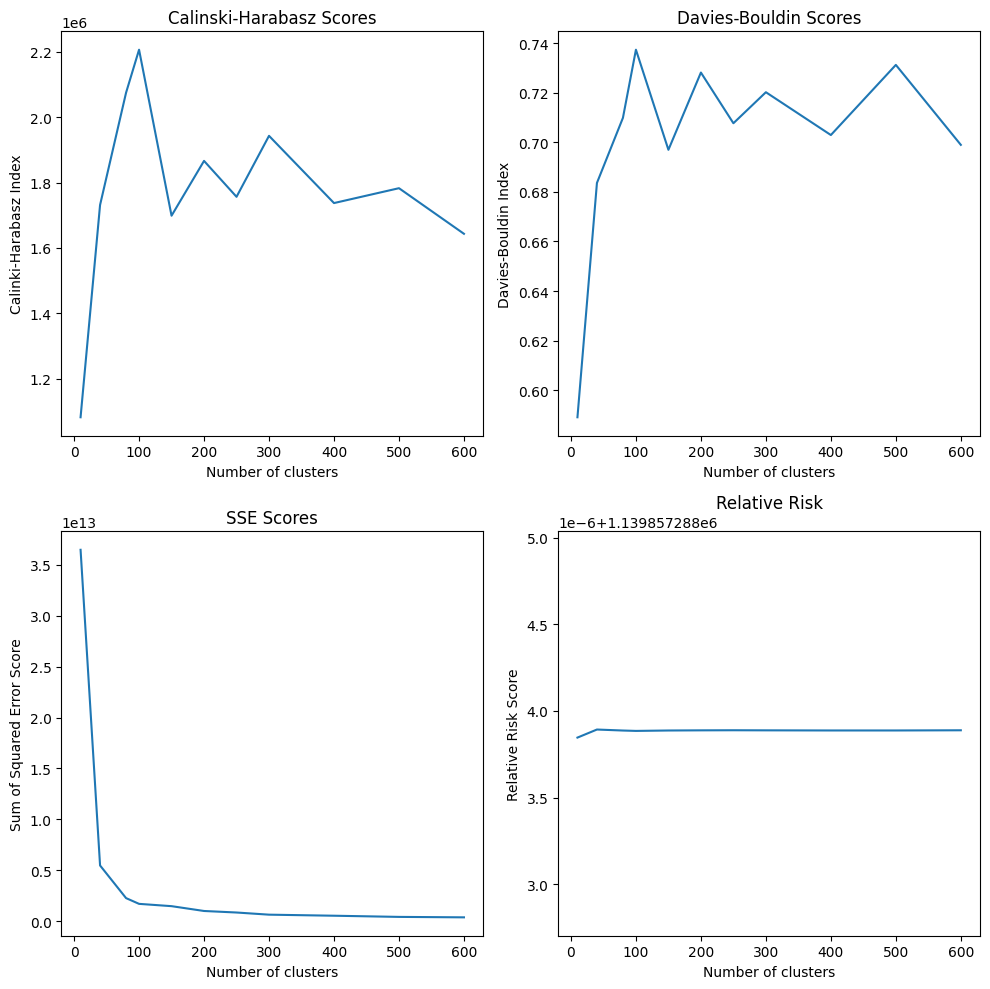 Calinski-Harabasz Scores
1e6
Calinki-Harabasz Index
2.2
2.0
1.8
1.6
1.4
1.2
0 100 200 300 400 500 600
Number of clusters
Davies-Bouldin Scores
Davies-Bouldin Index
0.74
0.72
0.70
0.68
0.66
0.64
0.62
0.60
0 100 200 300 400 500 600
Number of clusters
SSE Scores
1e13
Sum of Squared Error Score
3.5
3.0
2.5
2.0
1.5
1.0
0.5
0.0
0 100 200 300 400 500 600
Number of clusters
Relative Risk
1e−6+1.139857288e6
Relative Risk Score
5.0
4.5
4.0
3.5
3.0
0 100 200 300 400 500 600
Number of clusters